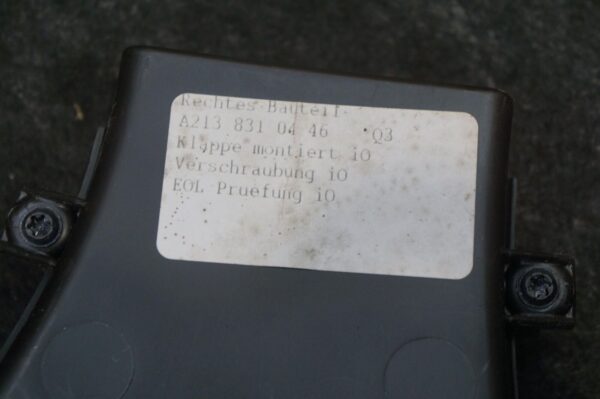 Rechtes Bauteil
A213 831 04 46 Q3
Klappe montiert iO
Verschraubung iO
EOL Pruefung iO